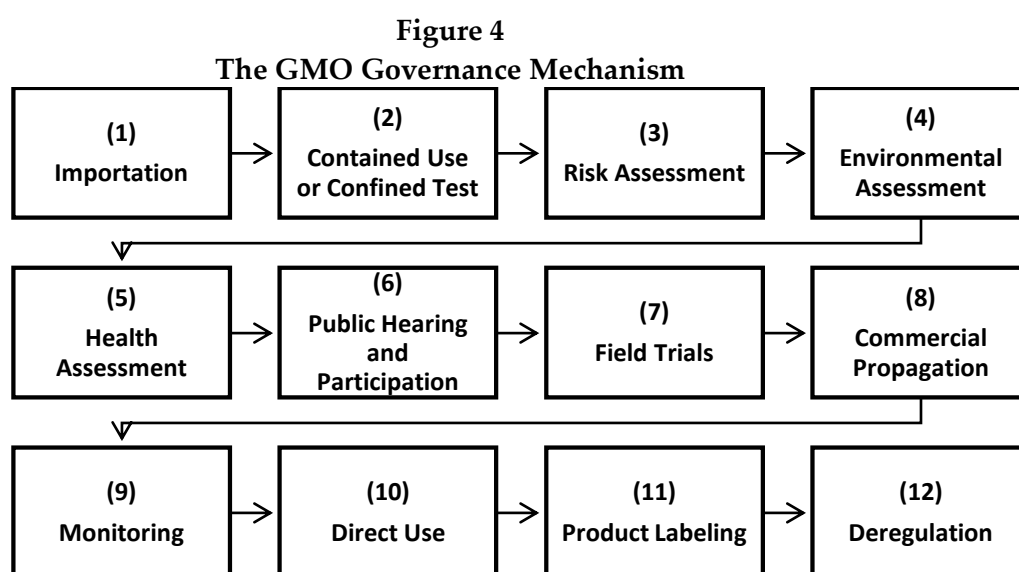 Figure 4
The GMO Governance Mechanism
(1)
Importation
(2)
Contained Use
or Confined Test
(3)
Risk Assessment
(4)
Environmental
Assessment
(5)
Health
Assessment
(6)
Public Hearing
and
Participation
(7)
Field Trials
(8)
Commercial
Propagation
(9)
Monitoring
(10)
Direct Use
(11)
Product Labeling
(12)
Deregulation